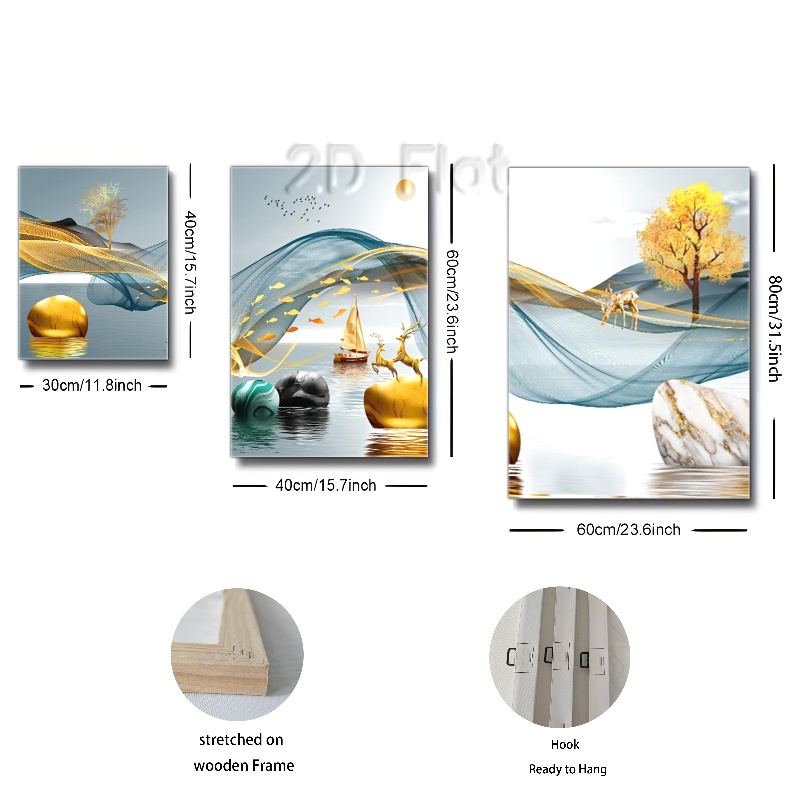 2D Flat
40cm/15.7inch
30cm/11.8inch
60cm/23.6inch
40cm/15.7inch
80cm/31.5inch
60cm/23.6inch
stretched on
wooden Frame
Hook
Ready to Hang